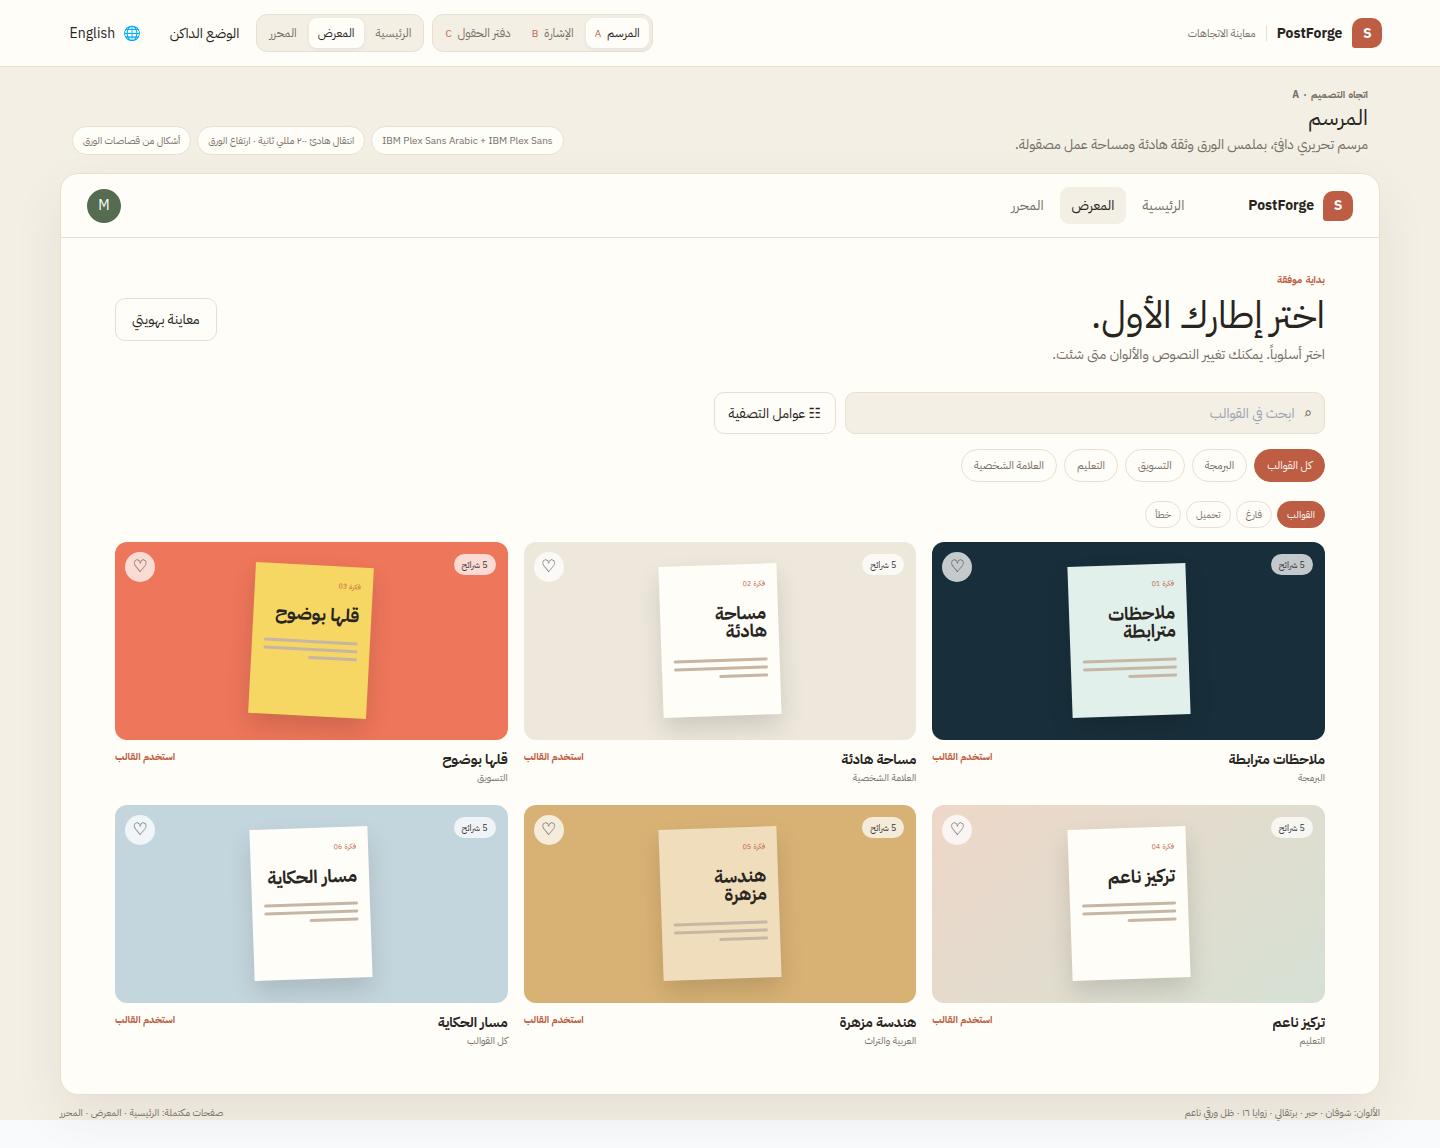 S PostForge معاينة الاتجاهات
المرسم A الإشارة B دفتر الحقول C
الرئيسية المعرض المحرر
الوضع الداكن
English
اتجاه التصميم · A
المرسم
مرسم تحريري دافئ، بملمس الورق وثقة هادئة ومساحة عمل مصقولة.
IBM Plex Sans Arabic + IBM Plex Sans
انتقال هادئ ٢٠٠ مللي ثانية · ارتفاع الورق
أشكال من قصاصات الورق
S PostForge
الرئيسية المعرض المحرر
M
بداية موفقة
اختر إطارك الأول.
اختر أسلوباً. يمكنك تغيير النصوص والألوان متى شئت.
معاينة بهويتي
ابحث في القوالب
عوامل التصفية
كل القوالب البرمجة التسويق التعليم العلامة الشخصية
القوالب فارغ تحميل خطأ
5 شرائح
فكرة 01
ملاحظات
مترابطة
ملاحظات مترابطة
البرمجة
استخدم القالب
5 شرائح
فكرة 02
مساحة
هادئة
مساحة هادئة
العلامة الشخصية
استخدم القالب
5 شرائح
فكرة 03
قلها بوضوح
قلها بوضوح
التسويق
استخدم القالب
5 شرائح
فكرة 04
تركيز ناعم
تركيز ناعم
التعليم
استخدم القالب
5 شرائح
فكرة 05
هندسة
مزهرة
هندسة مزهرة
العربية والتراث
استخدم القالب
5 شرائح
فكرة 06
مسار الحكاية
مسار الحكاية
كل القوالب
استخدم القالب
الألوان: شوفان · حبر · برتقالي · زوايا ١٦ · ظل ورقي ناعم
صفحات مكتملة: الرئيسية · المعرض · المحرر